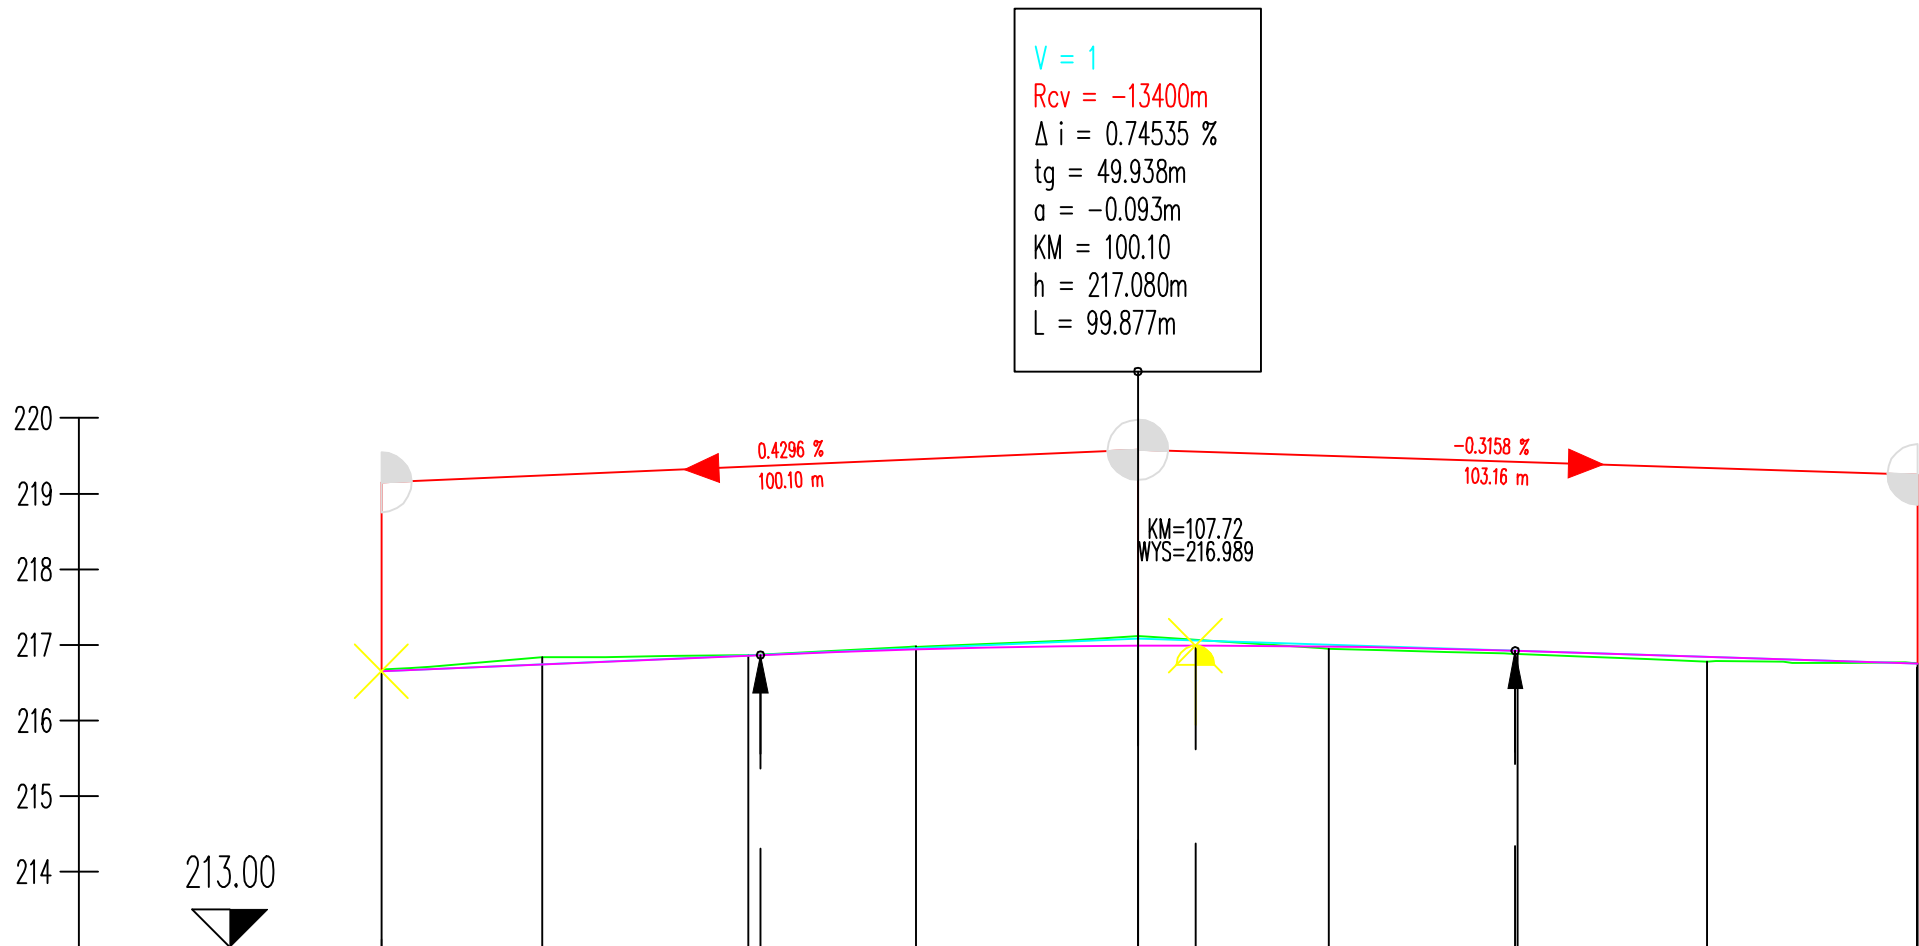 V = 1
Rcv = -13400m
Δ i = 0.74535 %
tg = 49.938m
a = -0.093m
KM = 100.10
h = 217.080m
L = 99.877m
220
0.4296 %
-0.3158 %
100.10 m
103.16 m
219
KM=107.72
WYS=216.989
218
217
216
215
214
213.00